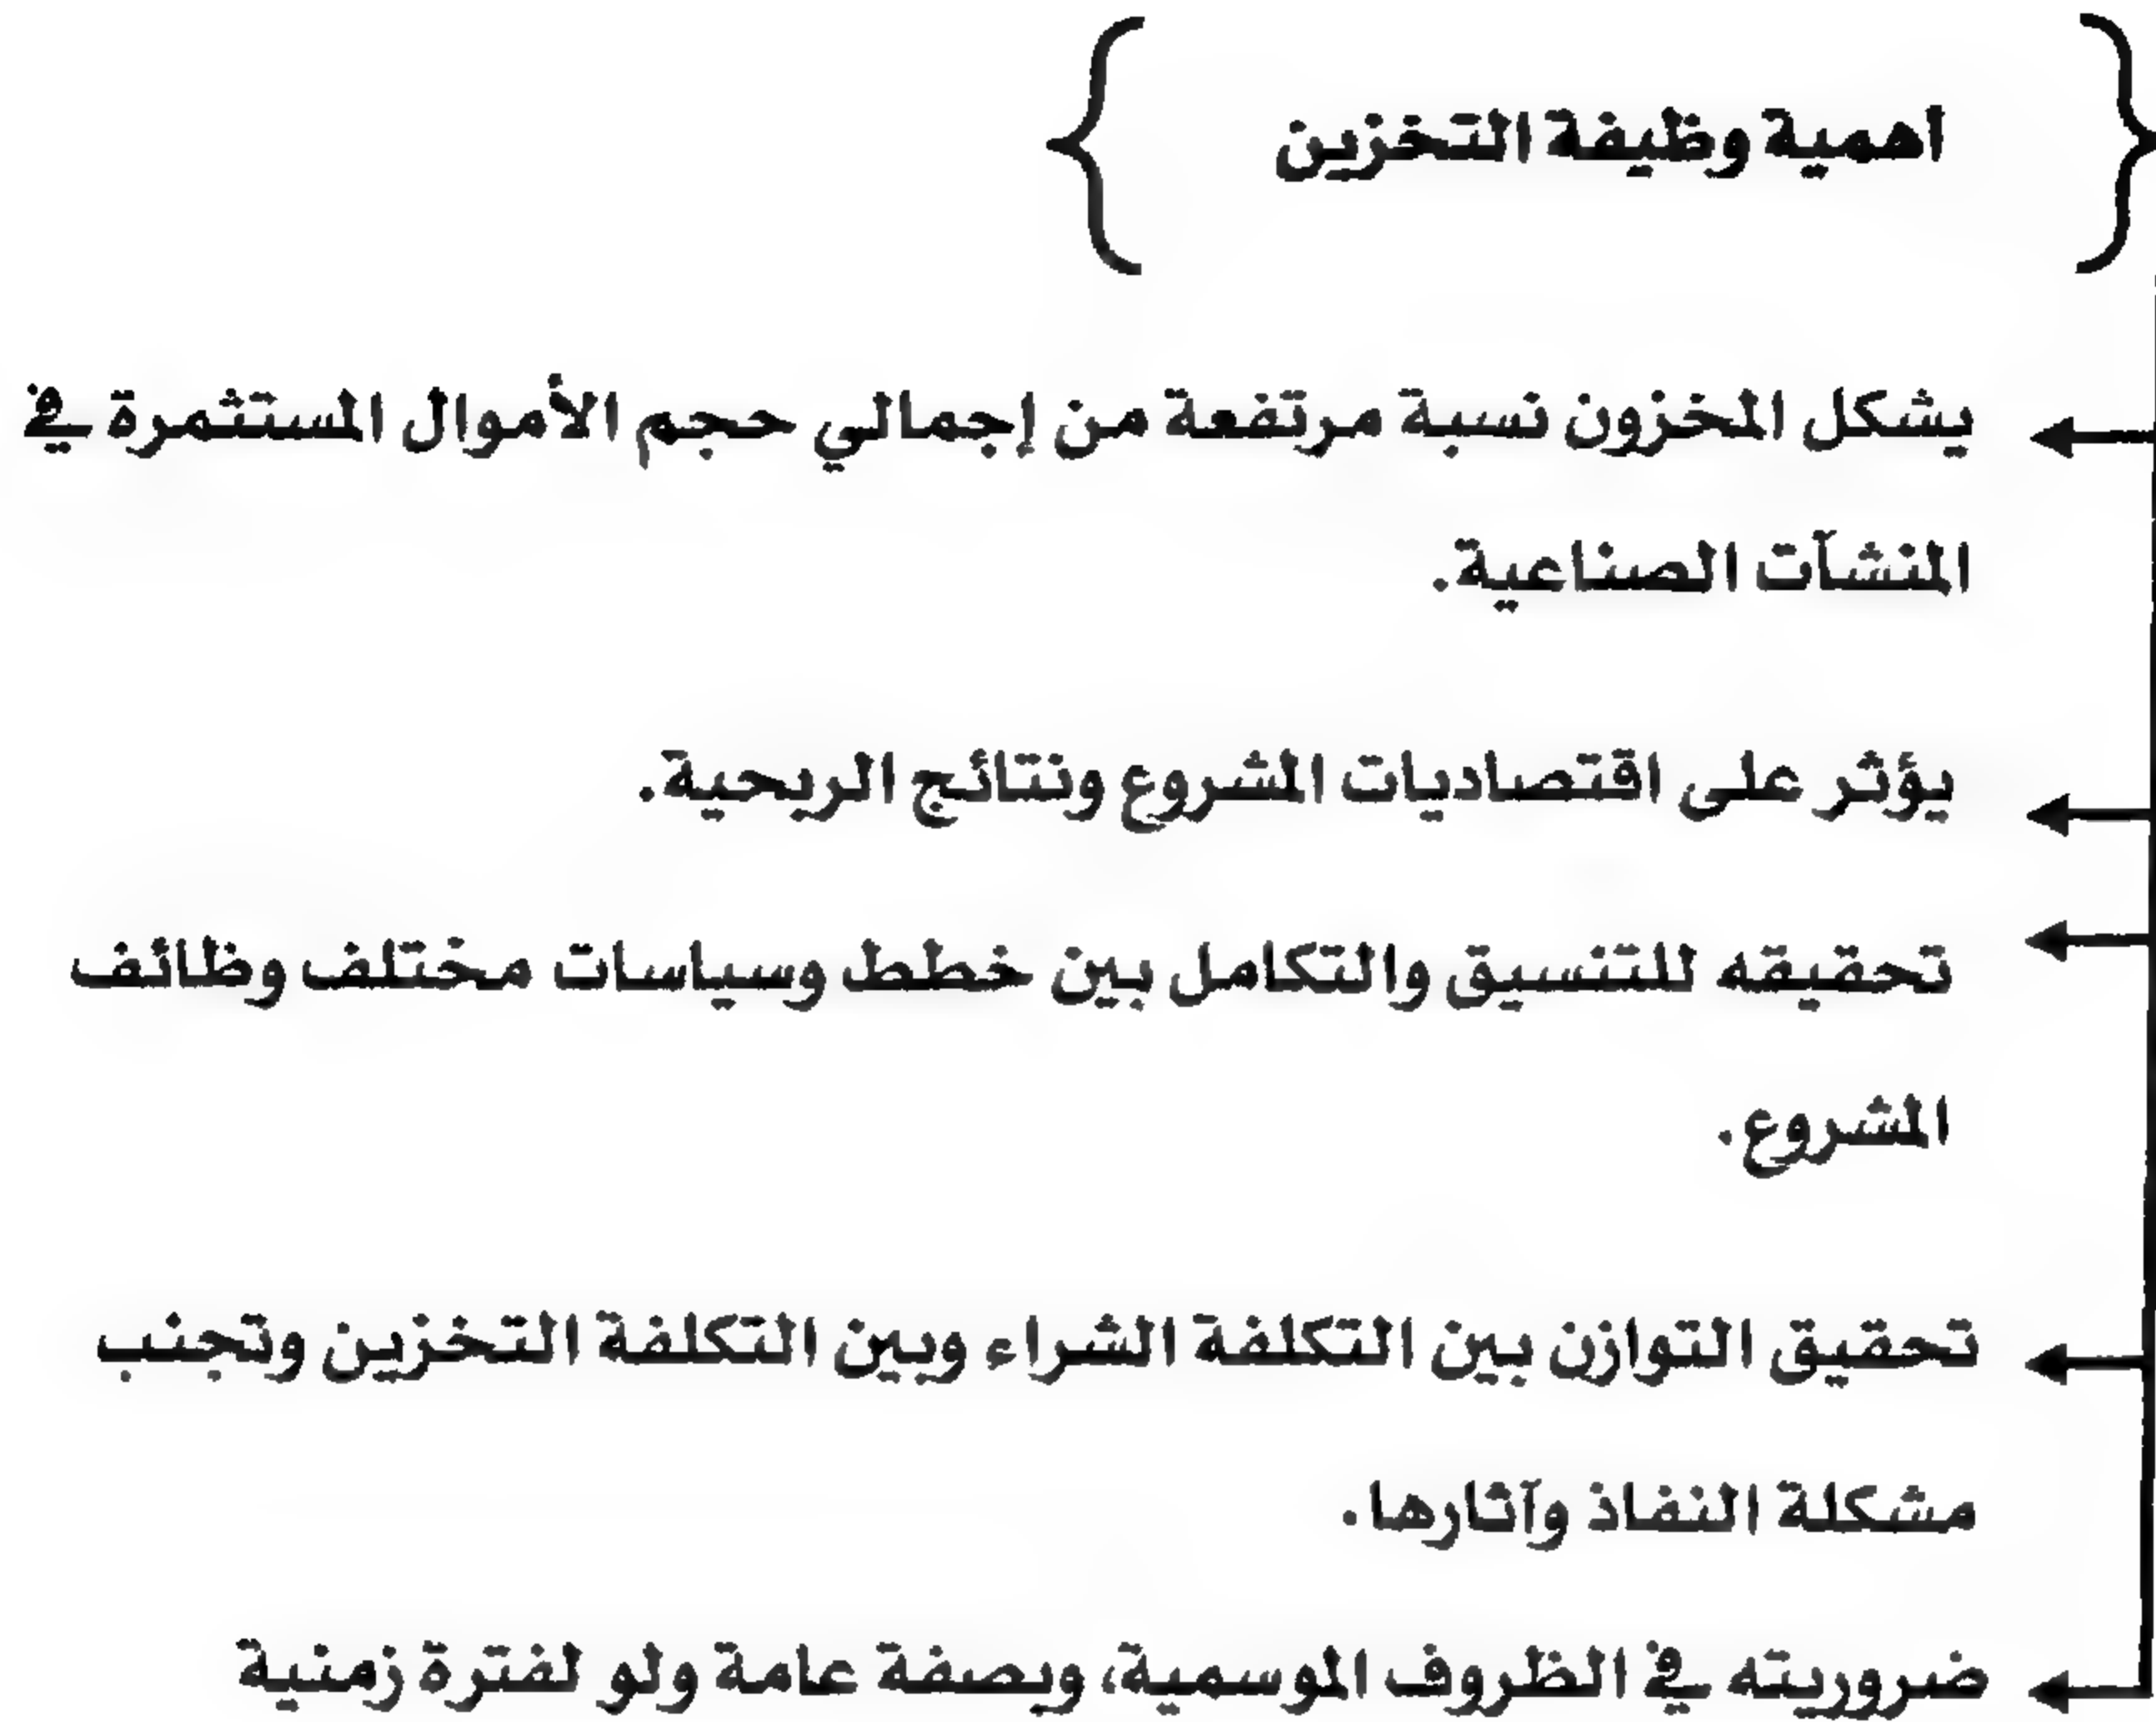 أهمية وظيفة التخزين
يشكل المخزون نسبة مرتفعة من إجمالي حجم الأموال المستثمرة في
المنشآت الصناعية.
يؤثر على اقتصاديات المشروع ونتائج الربحية.
تحقيقه للتنسيق والتكامل بين خطط وسياسات مختلف وظائف
المشروع.
تحقيق التوازن بين التكلفة الشراء وبين التكلفة التخزين وتجنب
مشكلة النفاذ وآثارها.
ضروريته في الظروف الموسمية، وبصفة عامة ولو لفترة زمنية